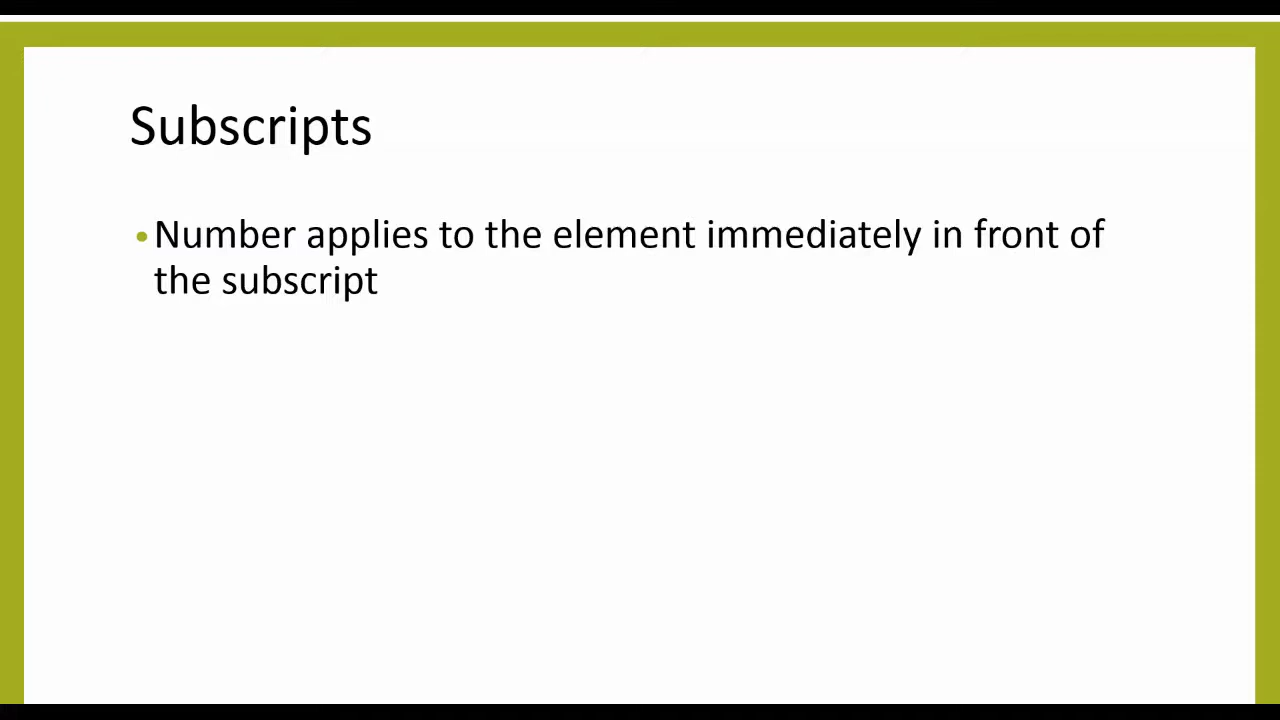 Subscripts
•Number applies to the element immediately in front of
the subscript